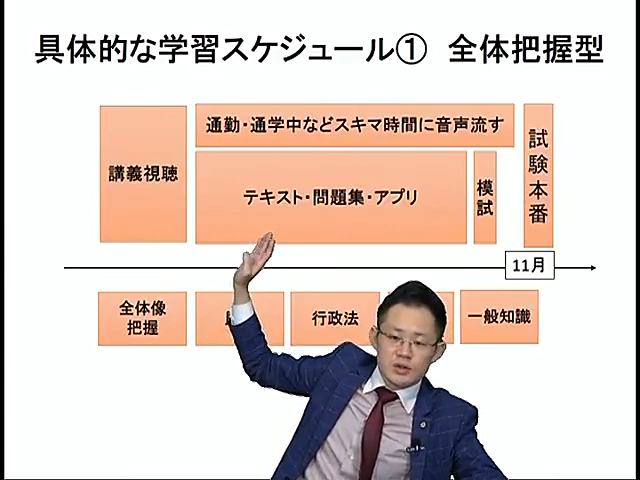 具体的な学習スケジュール① 全体把握型
通勤・通学中などスキマ時間に音声流す
講義視聴
テキスト・問題集・アプリ
模試
試験本番
11月
全体像
把握
行政法
一般知識